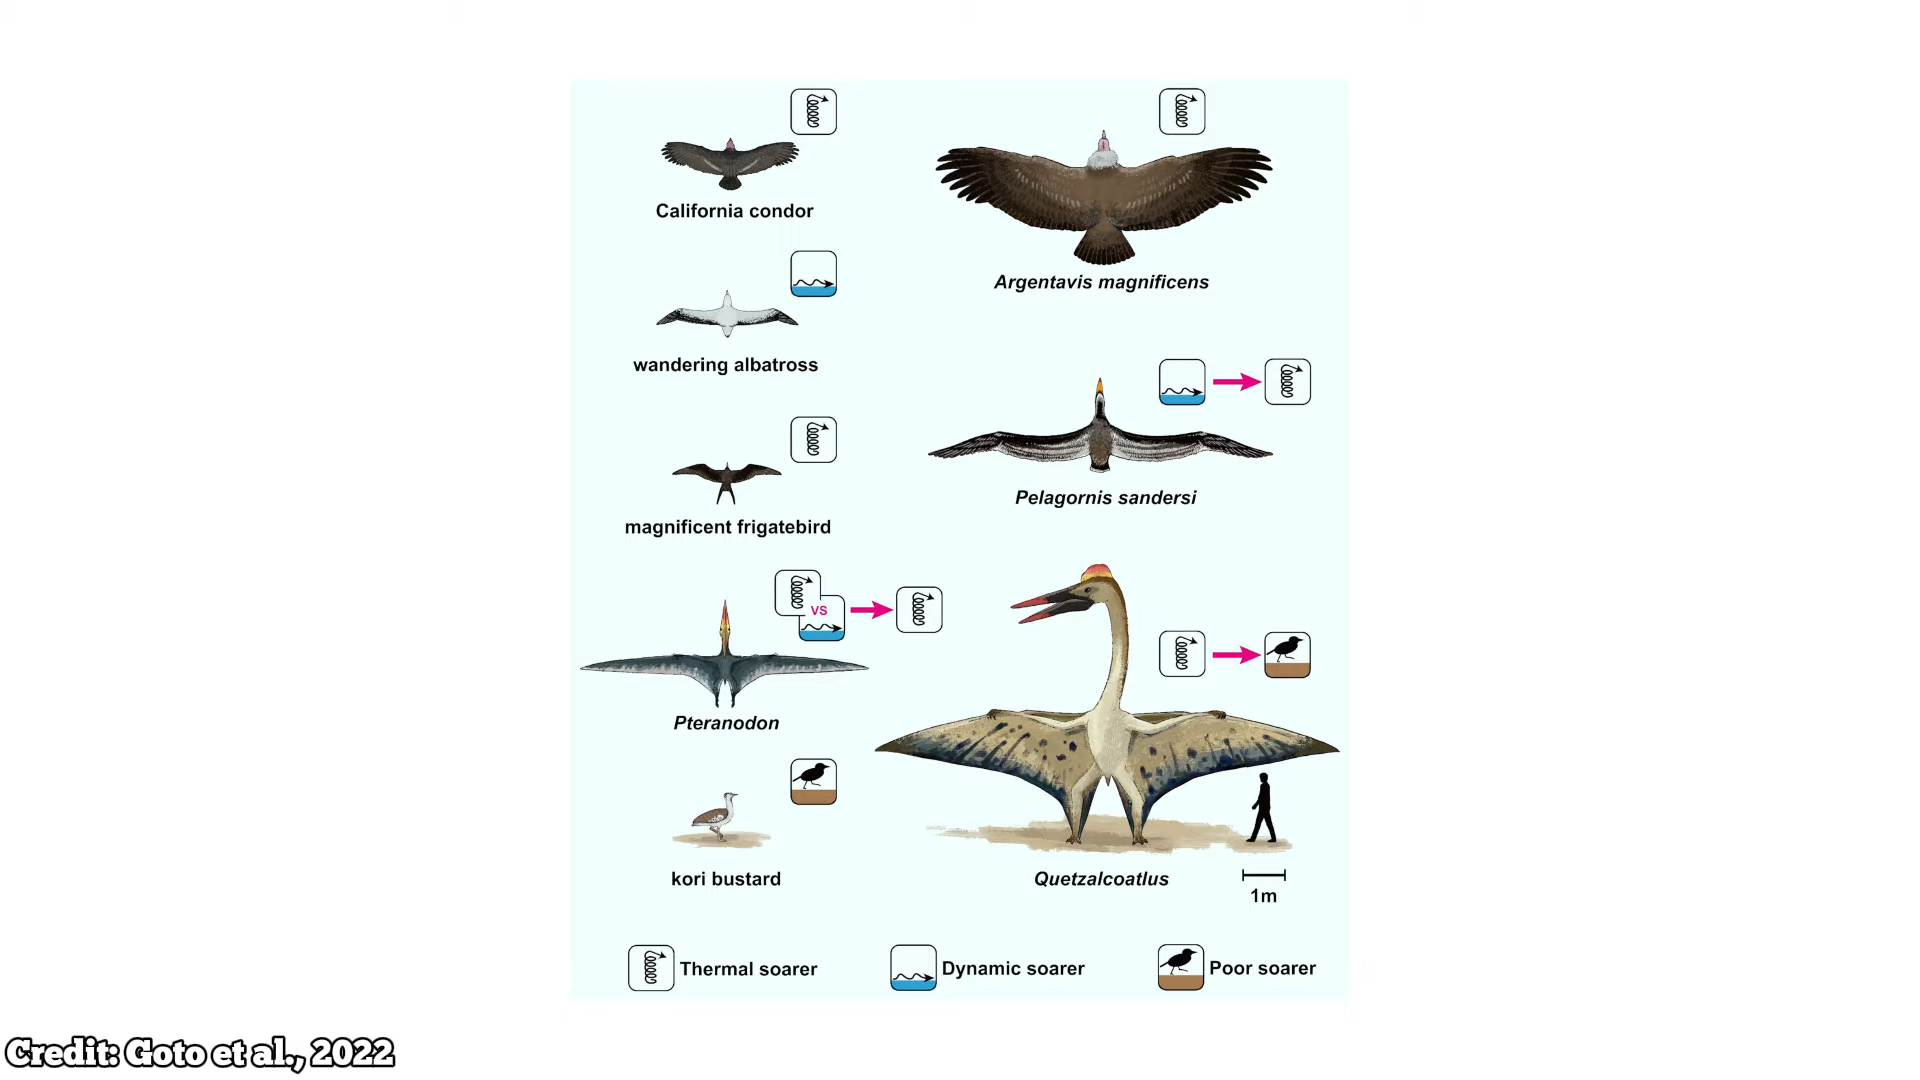 California condor
Argentavis magnificens
wandering albatross
Pelagornis sandersi
magnificent frigatebird
VS
Pteranodon
kori bustard
Quetzalcoatlus
1m
Thermal soarer
Dynamic soarer
Poor soarer
Credit: Goto et al., 2022